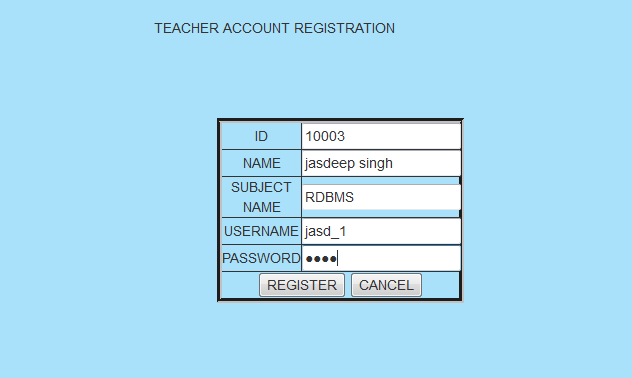 TEACHER ACCOUNT REGISTRATION
ID 10003
NAME jasdeep singh
SUBJECT
NAME RDBMS
USERNAME jasd_1
PASSWORD ●●●●
REGISTER CANCEL